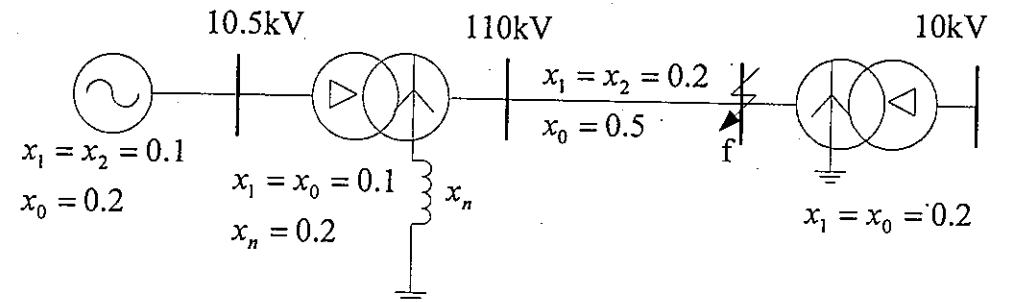 10.5kV
110kV
10kV
x₁ = x₂ = 0.2
x₀ = 0.5
f
x₁ = x₂ = 0.1
x₀ = 0.2
x₁ = x₀ = 0.1
xₙ = 0.2
xₙ
x₁ = x₀ = 0.2